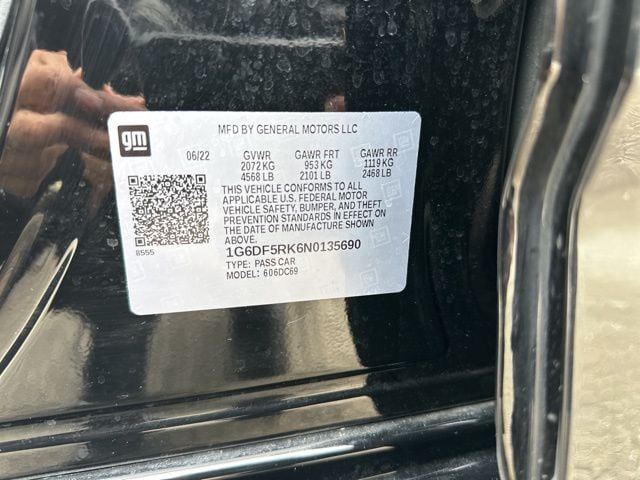 gm
MFD BY GENERAL MOTORS LLC
06/22 GVWR GAWR FRT GAWR RR
2072 KG 953 KG 1119 KG
4568 LB 2101 LB 2468 LB
THIS VEHICLE CONFORMS TO ALL
APPLICABLE U.S. FEDERAL MOTOR
VEHICLE SAFETY, BUMPER, AND THEFT
PREVENTION STANDARDS IN EFFECT ON
THE DATE OF MANUFACTURE SHOWN
ABOVE.
8555
1G6DF5RK6N0135690
TYPE: PASS CAR
MODEL: 606DC69